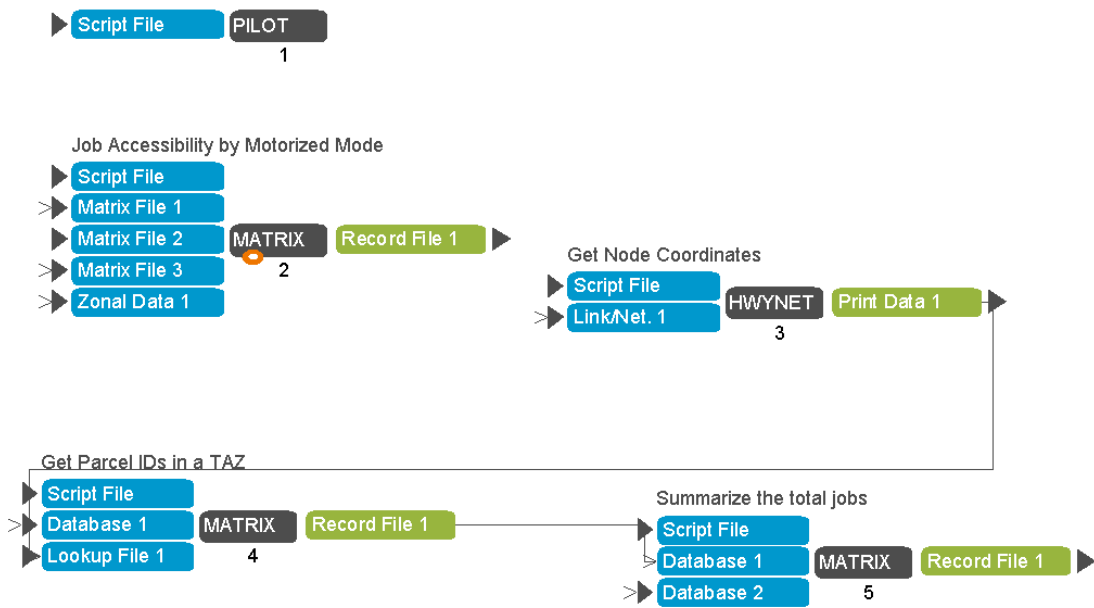 Script File PILOT
1
Job Accessibility by Motorized Mode
Script File
Matrix File 1
Matrix File 2 MATRIX Record File 1
Matrix File 3 2
Zonal Data 1
Get Node Coordinates
Script File
HWYNET Print Data 1
Link/Net. 1
3
Get Parcel IDs in a TAZ
Script File
Database 1 MATRIX Record File 1
Lookup File 1 4
Summarize the total jobs
Script File
Database 1 MATRIX Record File 1
Database 2 5